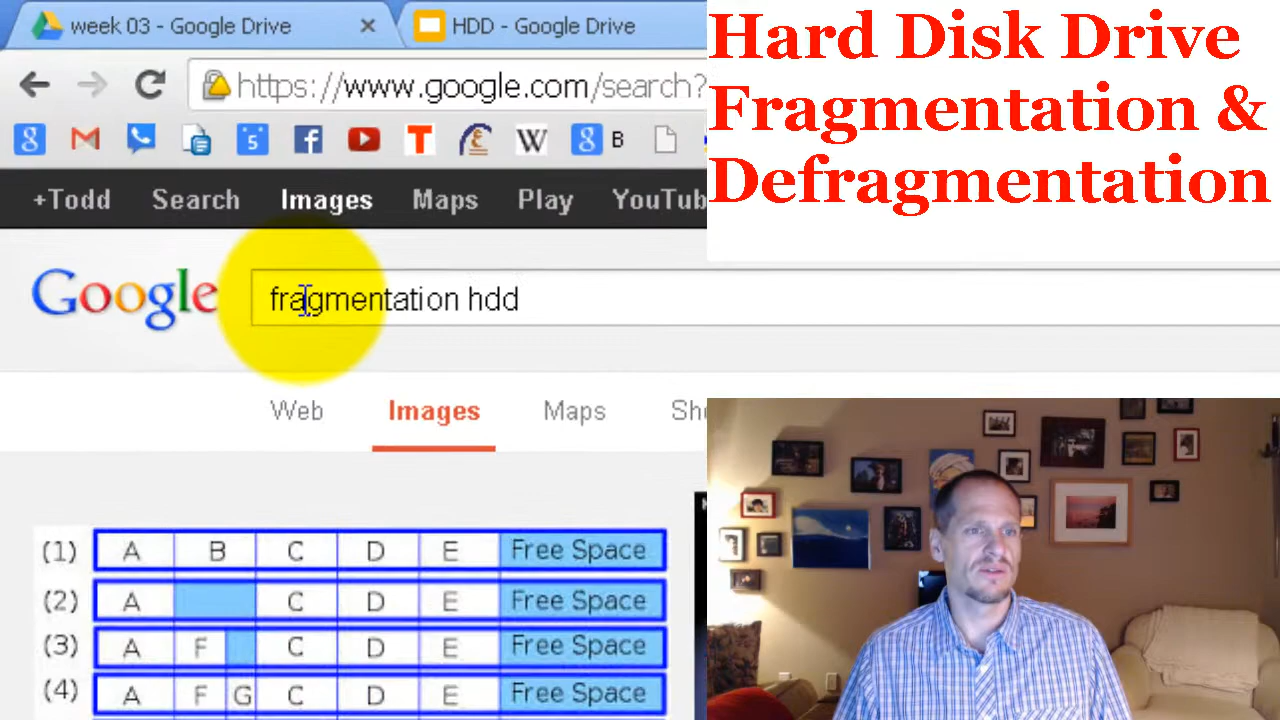 week 03 - Google Drive
HDD - Google Drive
https://www.google.com/search?
B
+Todd Search Images Maps Play
Google
fragmentation hdd
Web Images Maps
(1) A B C D E Free Space
(2) A C D E Free Space
(3) A F C D E Free Space
(4) A F G C D E Free Space
Hard Disk Drive
Fragmentation &
Defragmentation